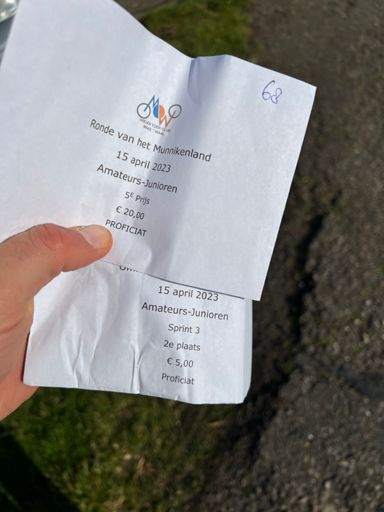 68
Ronde van het Munnikenland
15 april 2023
Amateurs-Junioren
5E Prijs
€ 20,00
PROFICIAT
15 april 2023
Amateurs-Junioren
Sprint 3
2e plaats
€ 5,00
Proficiat